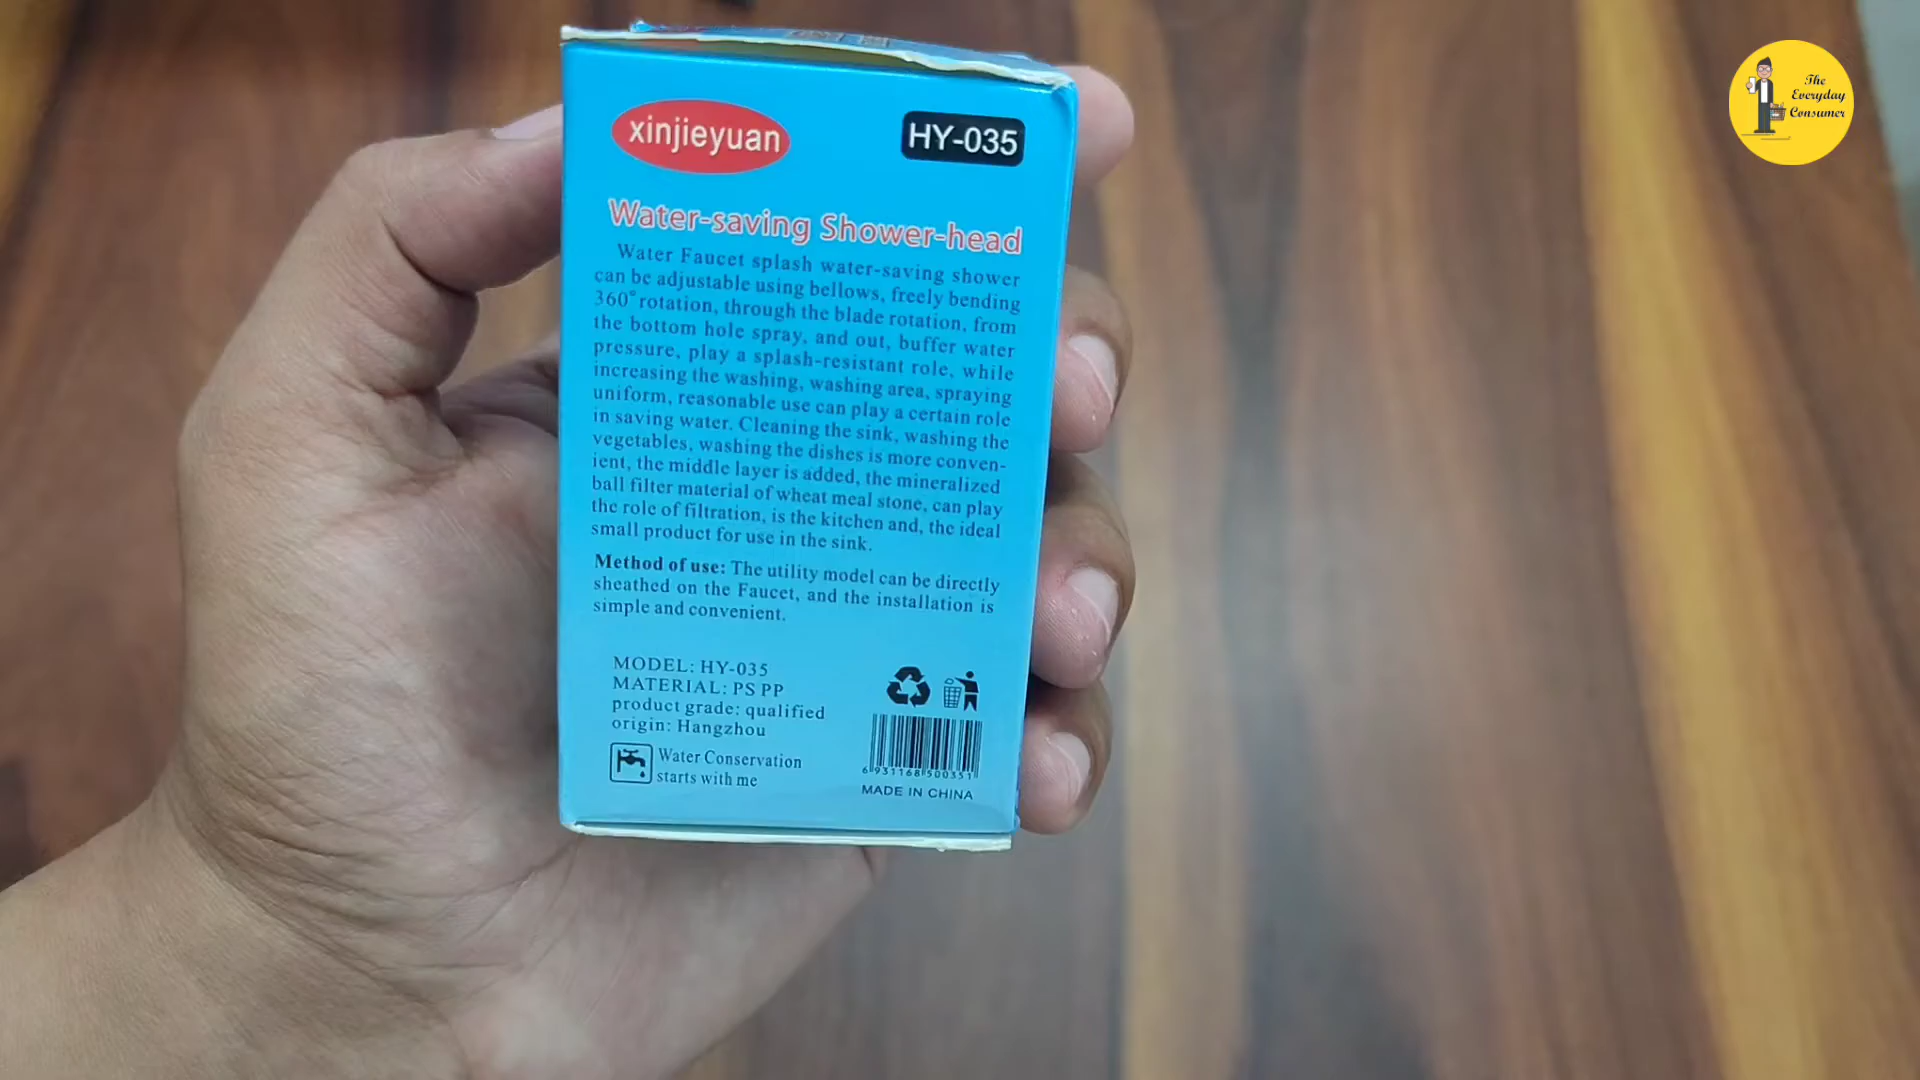 xinjieyuan
HY-035
Water-saving Shower-head
Water Faucet splash water-saving shower
can be adjustable using bellows, freely bending
360° rotation, through the blade rotation, from
the bottom hole spray, and out, buffer water
pressure, play a splash-resistant role, while
increasing the washing, washing area, spraying
uniform, reasonable use can play a certain role
in saving water. Cleaning the sink, washing the
vegetables, washing the dishes is more conven-
ient, the middle layer is added, the mineralized
ball filter material of wheat meal stone, can play
the role of filtration, is the kitchen and, the ideal
small product for use in the sink.
Method of use: The utility model can be directly
sheathed on the Faucet, and the installation is
simple and convenient.
MODEL: HY-035
MATERIAL: PS PP
product grade: qualified
origin: Hangzhou
Water Conservation
starts with me
6 931168 500351
MADE IN CHINA
The
Everyday
Consumer